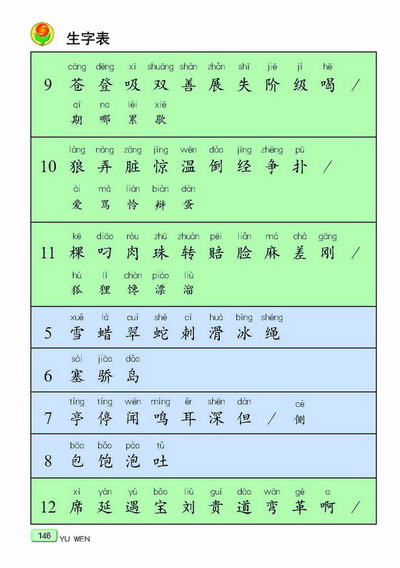 生字表
cāng dēng xī shuāng shàn zhǎn shī jiē jí hē
9 苍 登 吸 双 善 展 失 阶 级 喝 /
qī na lèi xiē
期 哪 累 歇
láng nòng zāng jīng wēn dào jīng zhēng pū
10 狼 弄 脏 惊 温 倒 经 争 扑 /
ài mà lián biàn dàn
爱 骂 怜 辩 蛋
kē diāo ròu zhū zhuàn péi liǎn má chà gāng
11 棵 叼 肉 珠 转 赔 脸 麻 差 刚 /
hú lí chán piào liū
狐 狸 馋 漂 溜
xuě là cuì shé cì huá bīng shéng
5 雪 蜡 翠 蛇 刺 滑 冰 绳
sài jiāo dǎo
6 塞 骄 岛
tíng tíng wén míng ěr shēn dàn cè
7 亭 停 闻 鸣 耳 深 但 / 侧
bāo bǎo pào tǔ
8 包 饱 泡 吐
xí yán yù bǎo liú guì dào wān gé a
12 席 延 遇 宝 刘 贵 道 弯 革 啊 /
146 YU WEN